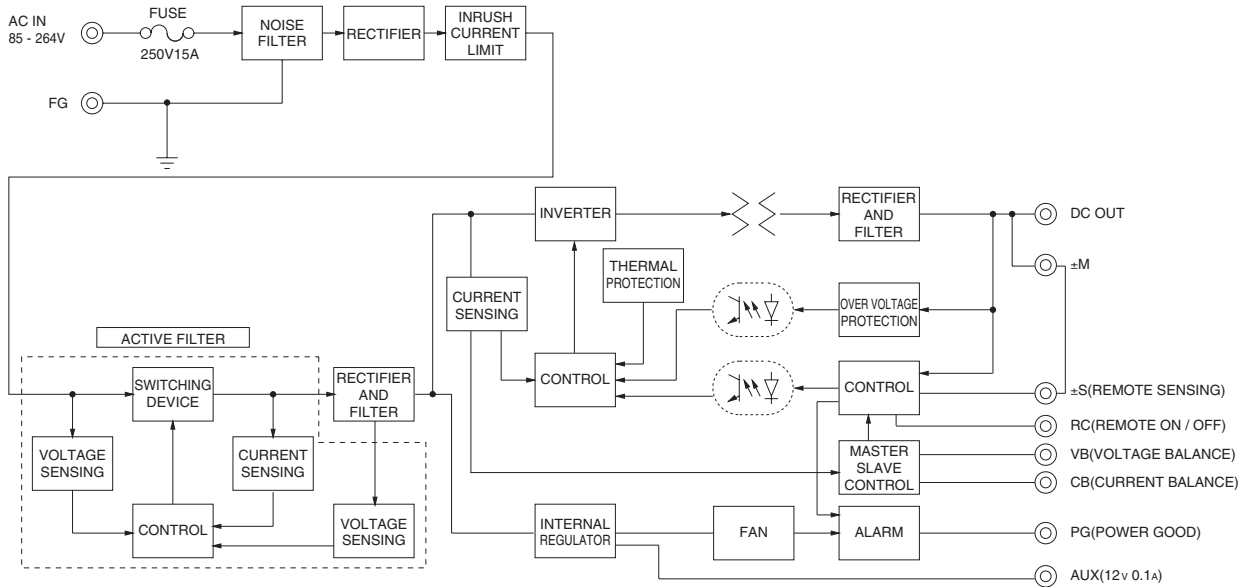 AC IN
85 - 264V
FUSE
250V15A
NOISE
FILTER
RECTIFIER
INRUSH
CURRENT
LIMIT
FG
INVERTER
RECTIFIER
AND
FILTER
DC OUT
±M
THERMAL
PROTECTION
CURRENT
SENSING
OVER VOLTAGE
PROTECTION
ACTIVE FILTER
SWITCHING
DEVICE
RECTIFIER
AND
FILTER
CONTROL
CONTROL
±S(REMOTE SENSING)
RC(REMOTE ON / OFF)
VOLTAGE
SENSING
CURRENT
SENSING
MASTER
SLAVE
CONTROL
VB(VOLTAGE BALANCE)
CB(CURRENT BALANCE)
CONTROL
VOLTAGE
SENSING
INTERNAL
REGULATOR
FAN
ALARM
PG(POWER GOOD)
AUX(12V 0.1A)